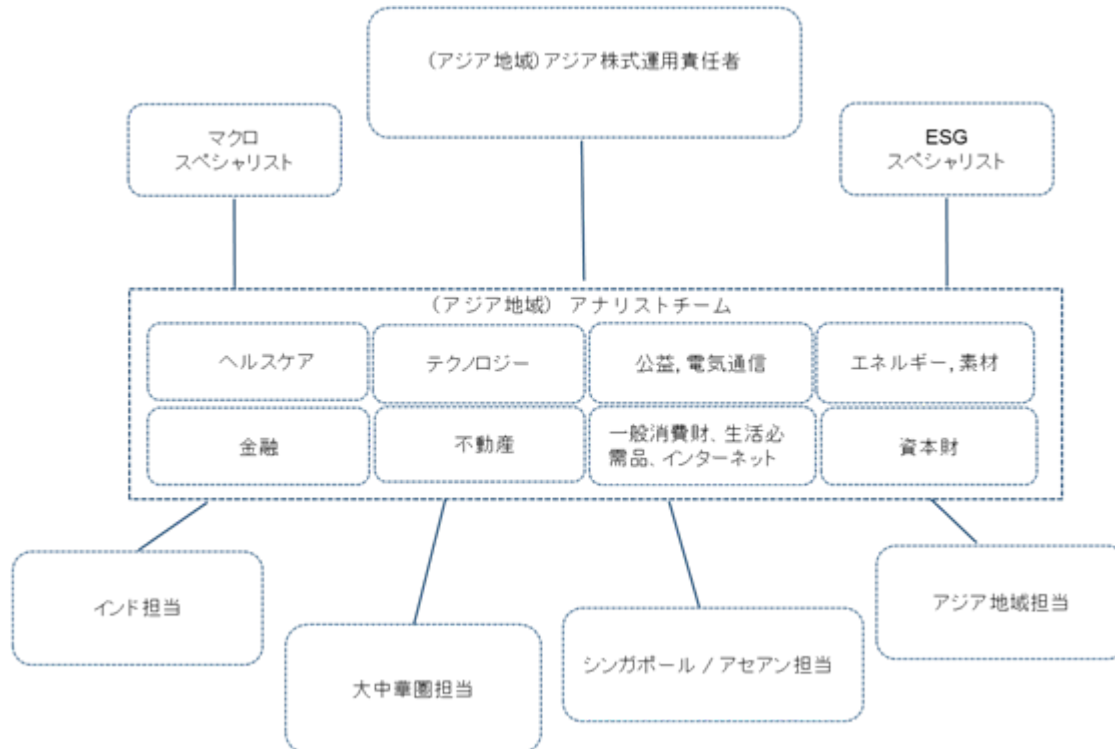 (アジア地域)アジア株式運用責任者
マクロ
スペシャリスト
ESG
スペシャリスト
(アジア地域) アナリストチーム
ヘルスケア
テクノロジー
公益, 電気通信
エネルギー, 素材
金融
不動産
一般消費財、生活必
需品、インターネット
資本財
インド担当
大中華圏担当
シンガポール / アセアン担当
アジア地域担当